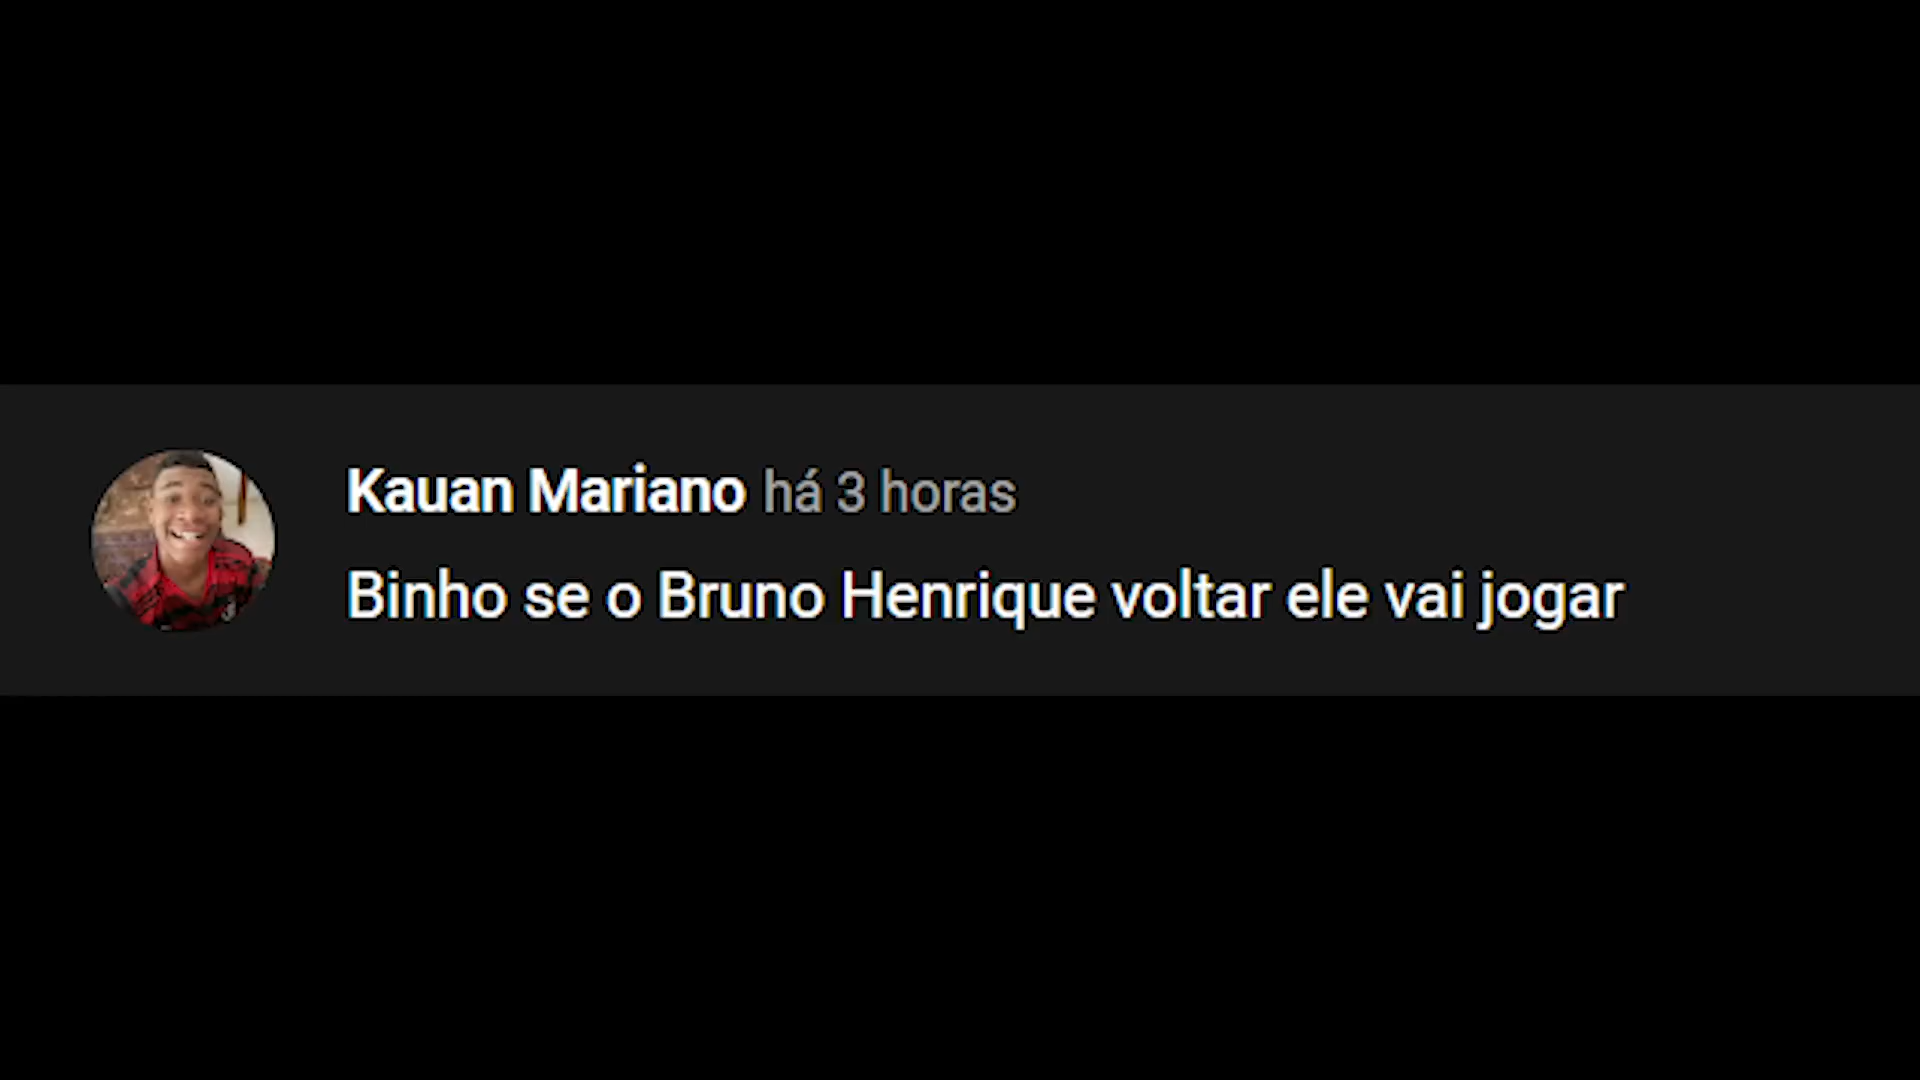 Kauan Mariano há 3 horas
Binho se o Bruno Henrique voltar ele vai jogar